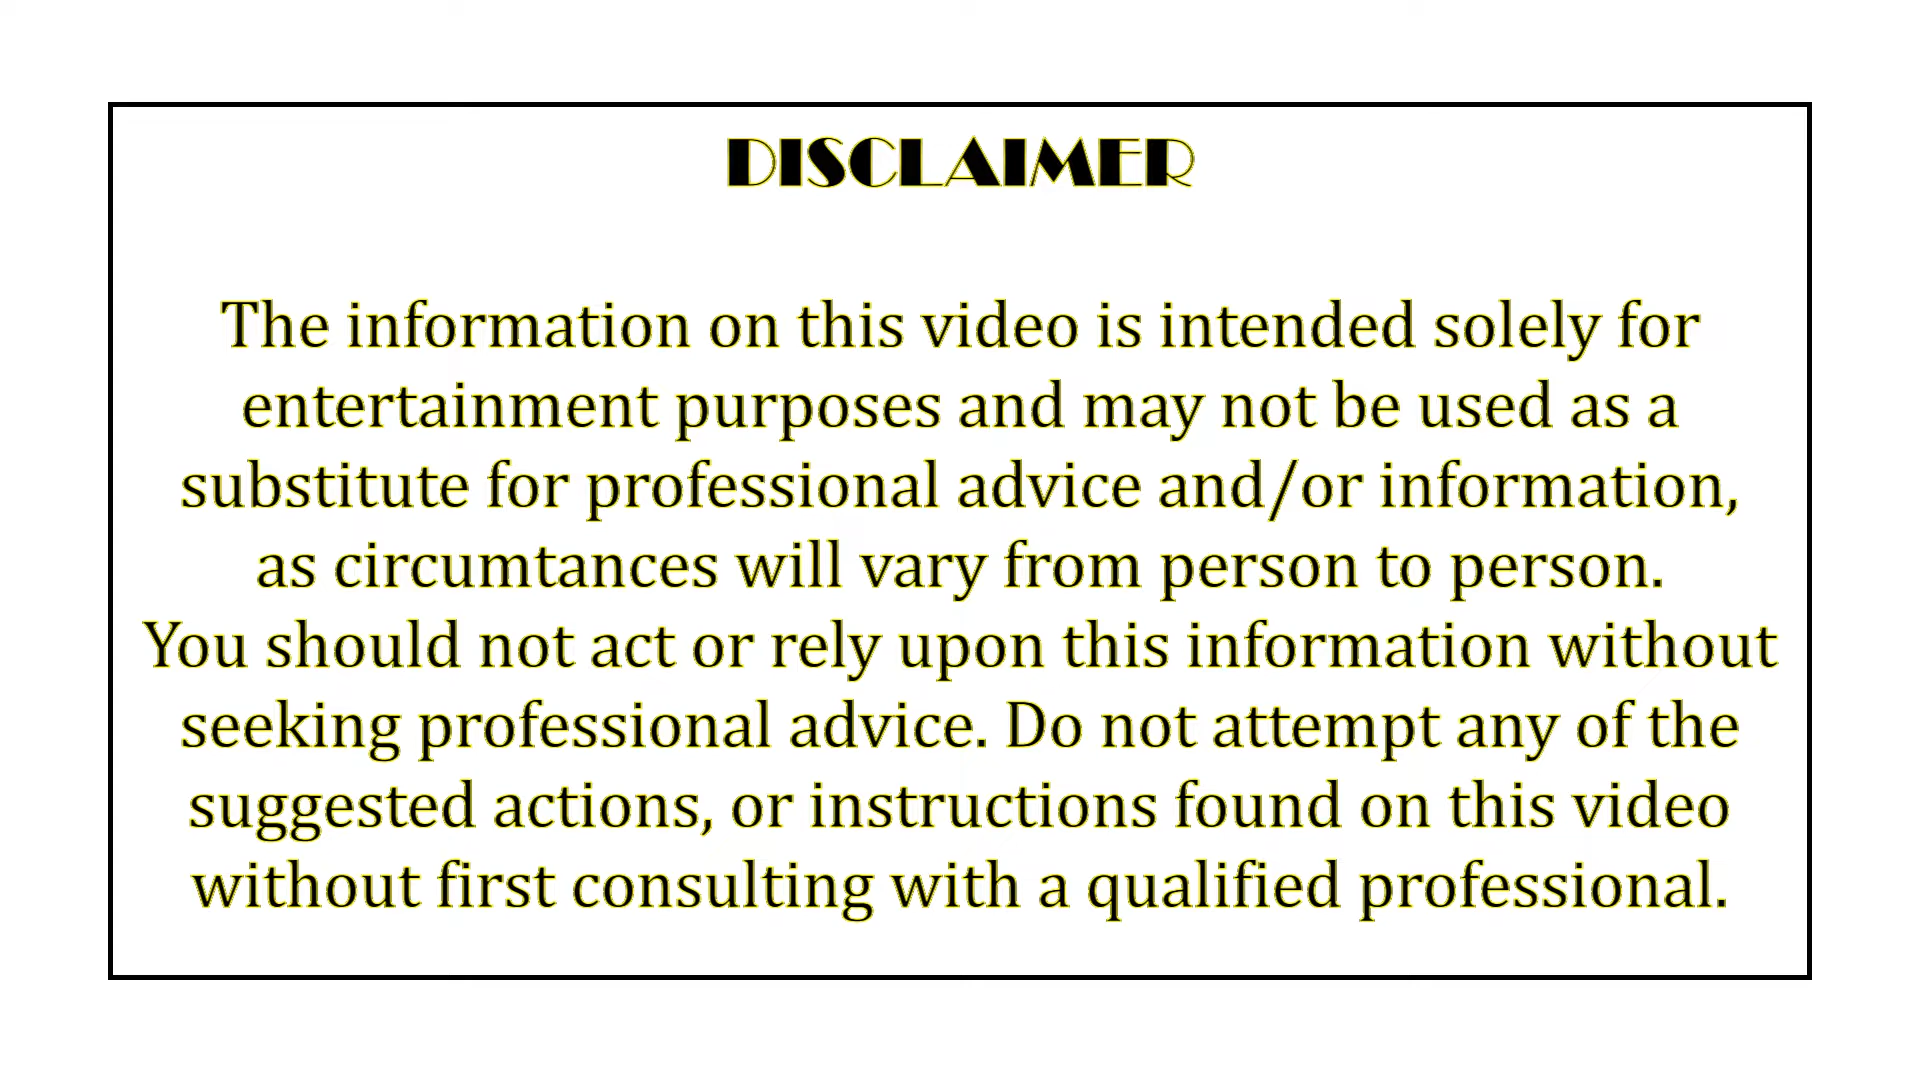 DISCLAIMER
The information on this video is intended solely for
entertainment purposes and may not be used as a
substitute for professional advice and/or information,
as circumtances will vary from person to person.
You should not act or rely upon this information without
seeking professional advice. Do not attempt any of the
suggested actions, or instructions found on this video
without first consulting with a qualified professional.